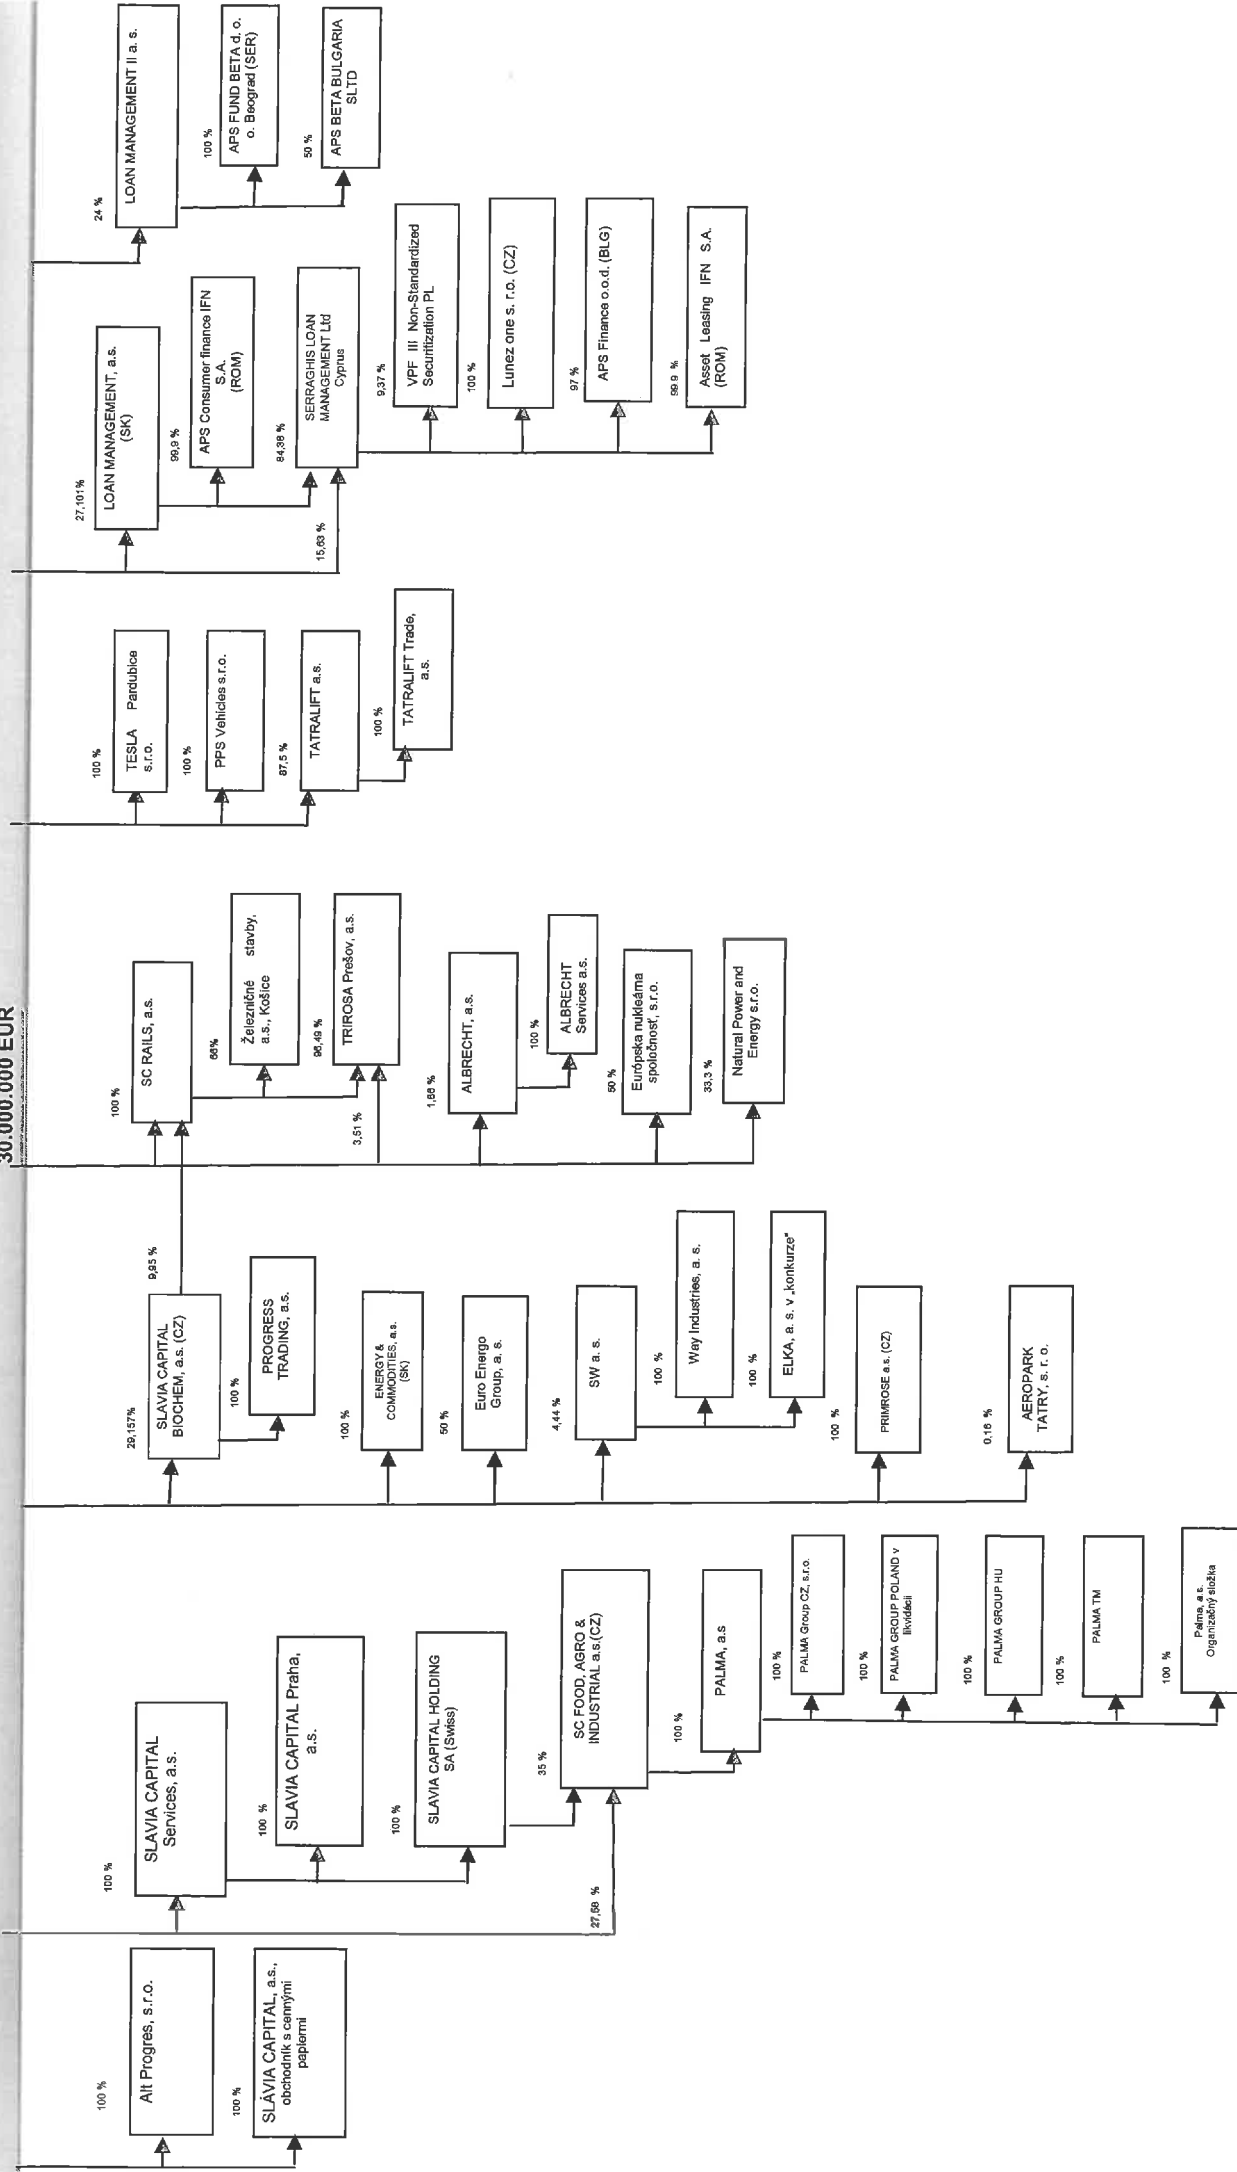 30.000.000 EUR
100 %
Alt Progres, s.r.o.
100 %
SLÁVIA CAPITAL, a.s.,
obchodník s cennými
papiermi
100 %
SLAVIA CAPITAL
Services, a.s.
100 %
SLAVIA CAPITAL Praha,
a.s.
100 %
SLAVIA CAPITAL HOLDING
SA (Swiss)
35 %
27,58 %
SC FOOD, AGRO &
INDUSTRIAL a.s.(CZ)
100 %
PALMA, a.s
100 %
PALMA Group CZ, s.r.o.
100 %
PALMA GROUP POLAND v
likvidácii
100 %
PALMA GROUP HU
100 %
PALMA TM
100 %
Palma, a.s.
Organizačný složka
29,157%
SLAVIA CAPITAL
BIOCHEM, a.s. (CZ)
9,95 %
100 %
PROGRESS
TRADING, a.s.
100 %
ENERGY &
COMMODITIES, a.s.
(SK)
50 %
Euro Energo
Group, a. s.
4,44 %
SW a. s.
100 %
Way Industries, a. s.
100 %
ELKA, a. s. v „konkurze"
100 %
PRIMROSE a.s. (CZ)
0,16 %
AEROPARK
TATRY, s. r. o.
100 %
SC RAILS, a.s.
66%
Železničné stavby,
a.s., Košice
96,49 %
TRIROSA Prešov, a.s.
3,51 %
1,66 %
ALBRECHT, a.s.
100 %
ALBRECHT
Services a.s.
50 %
Európska nukleárna
spoločnosť, s.r.o.
33,3 %
Natural Power and
Energy s.r.o.
100 %
TESLA Pardubice
s.r.o.
100 %
PPS Vehicles s.r.o.
87,5 %
TATRALIFT a.s.
100 %
TATRALIFT Trade,
a.s.
27,101%
LOAN MANAGEMENT, a.s.
(SK)
99,9 %
APS Consumer finance IFN
S.A.
(ROM)
84,38 %
SERRAGHIS LOAN
MANAGEMENT Ltd
Cyprus
15,63 %
9,37 %
VPF III Non-Standardized
Securitization PL
100 %
Lunez one s. r.o. (CZ)
97 %
APS Finance o.o.d. (BLG)
99.9 %
Asset Leasing IFN S.A.
(ROM)
24 %
LOAN MANAGEMENT II a. s.
100 %
APS FUND BETA d. o.
o. Beograd (SER)
50 %
APS BETA BULGARIA
SLTD